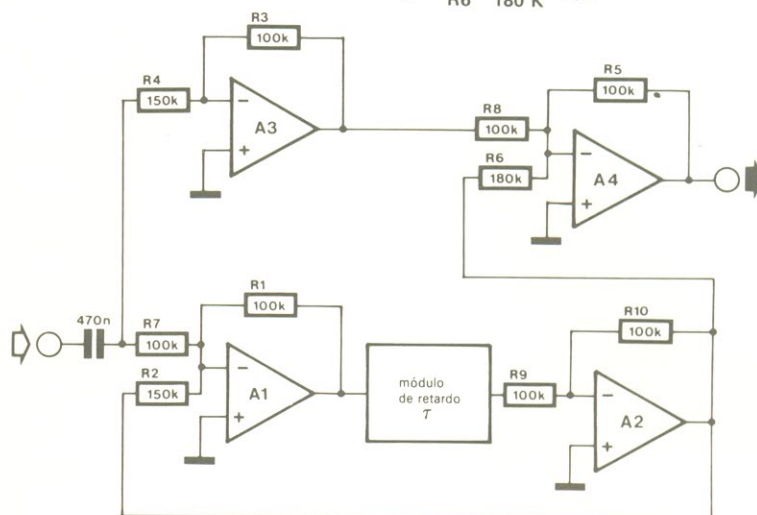 R6 180 K
R3
100k
R4
150k
−
A3
+
R8
100k
R6
180k
R5
100k
−
A4
+
470n
R7
100k
R2
150k
R1
100k
−
A1
+
módulo
de retardo
τ
R9
100k
R10
100k
−
A2
+